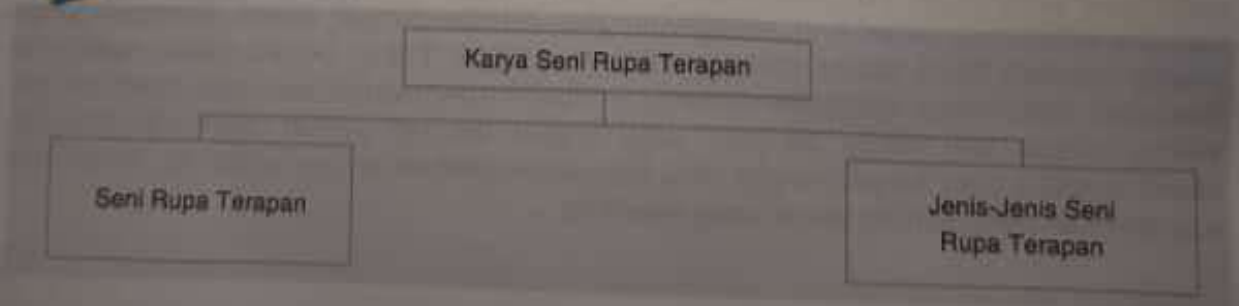 Karya Seni Rupa Terapan
Seni Rupa Terapan
Jenis-Jenis Seni
Rupa Terapan